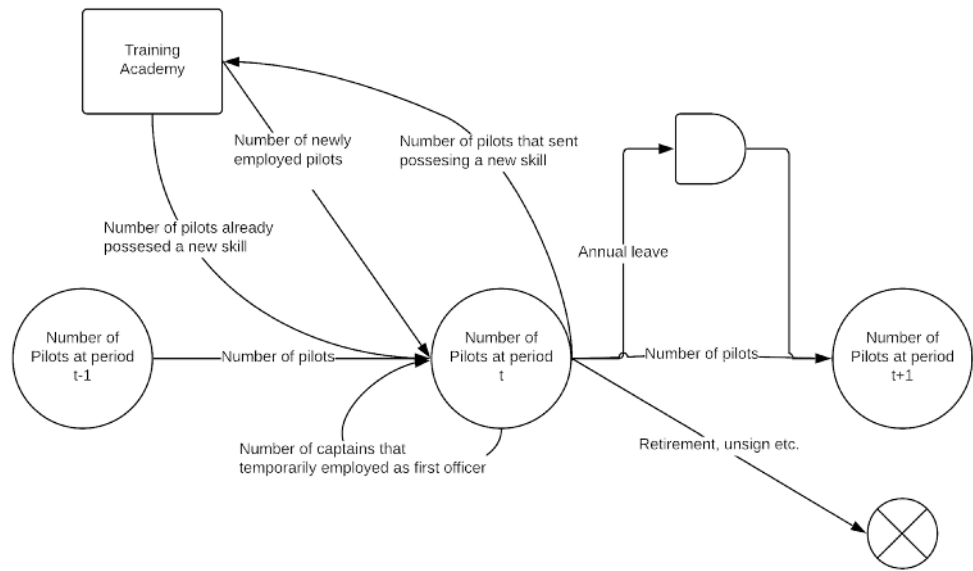 Training
Academy
Number of newly
employed pilots
Number of pilots that sent
possesing a new skill
Number of pilots already
possesed a new skill
Annual leave
Number of
Pilots at period
t-1
Number of pilots
Number of
Pilots at period
t
Number of pilots
Number of
Pilots at period
t+1
Number of captains that
temporarily employed as first officer
Retirement, unsign etc.